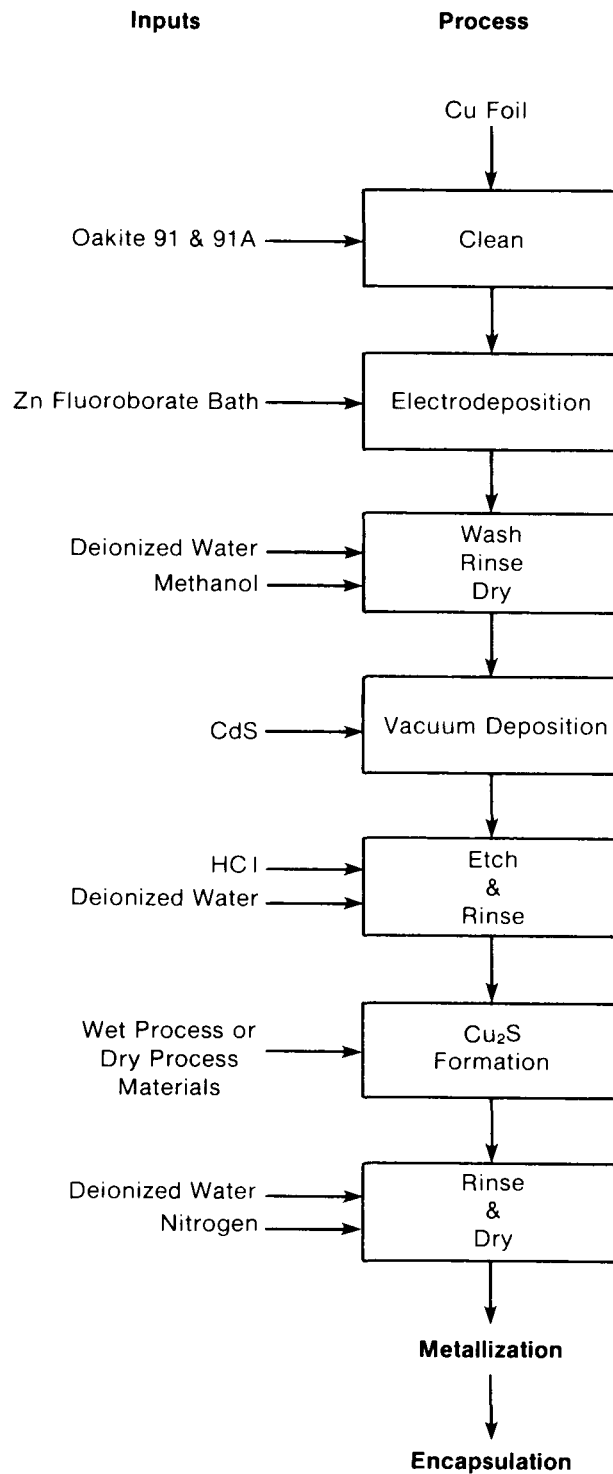 Inputs
Process
Cu Foil
Oakite 91 & 91A
Clean
Zn Fluoroborate Bath
Electrodeposition
Deionized Water
Methanol
Wash
Rinse
Dry
CdS
Vacuum Deposition
HCl
Deionized Water
Etch
&
Rinse
Wet Process or
Dry Process
Materials
Cu₂S
Formation
Deionized Water
Nitrogen
Rinse
&
Dry
Metallization
Encapsulation